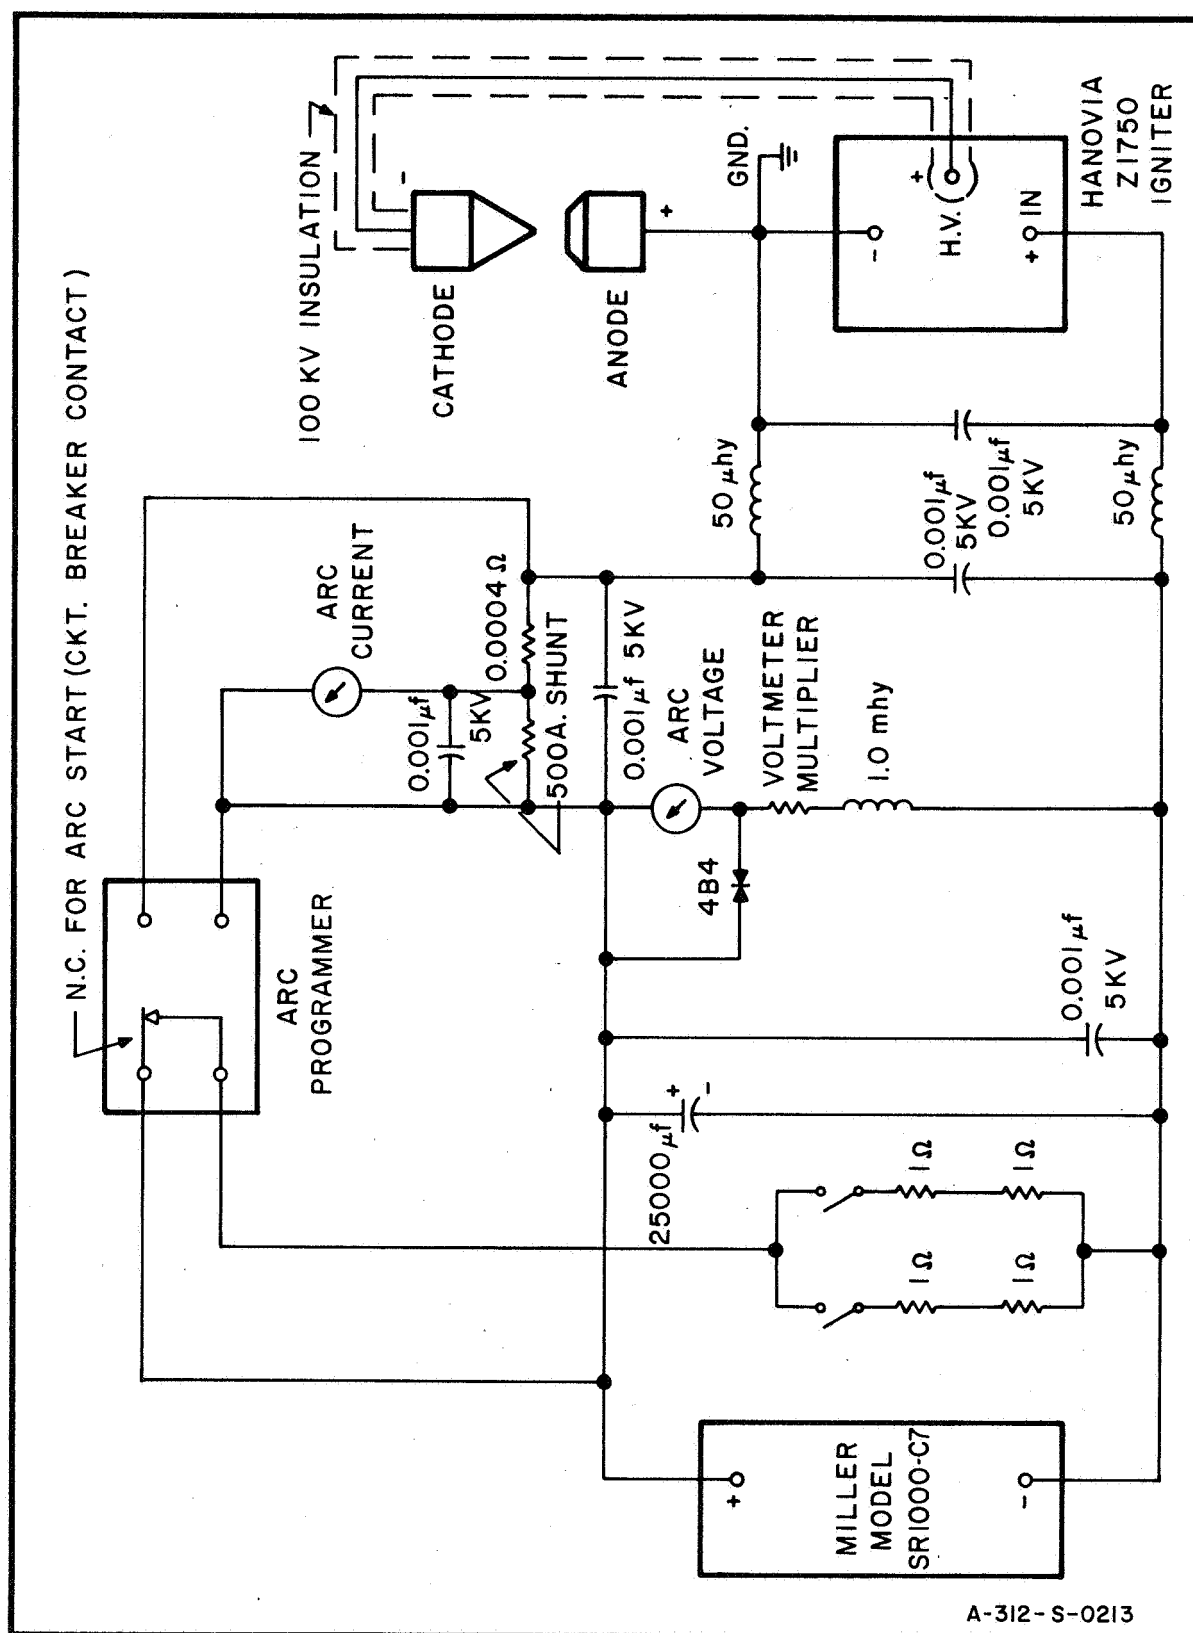 N.C. FOR ARC START (CKT. BREAKER CONTACT)
100 KV INSULATION
-
CATHODE
ANODE
+
GND.
HANOVIA
Z1750
IGNITER
-
H.V.
+
+ IN
ARC
PROGRAMMER
ARC
CURRENT
0.001μf
5KV
0.0004 Ω
500A. SHUNT
0.001μf 5KV
ARC
VOLTAGE
VOLTMETER
MULTIPLIER
1.0 mhy
4B4
50 μhy
0.001μf
5KV
0.001μf
5KV
50μhy
0.001μf
5KV
25000μf
+
-
1Ω
1Ω
1Ω
1Ω
+
MILLER
MODEL
SR1000-C7
-
A-312-S-0213